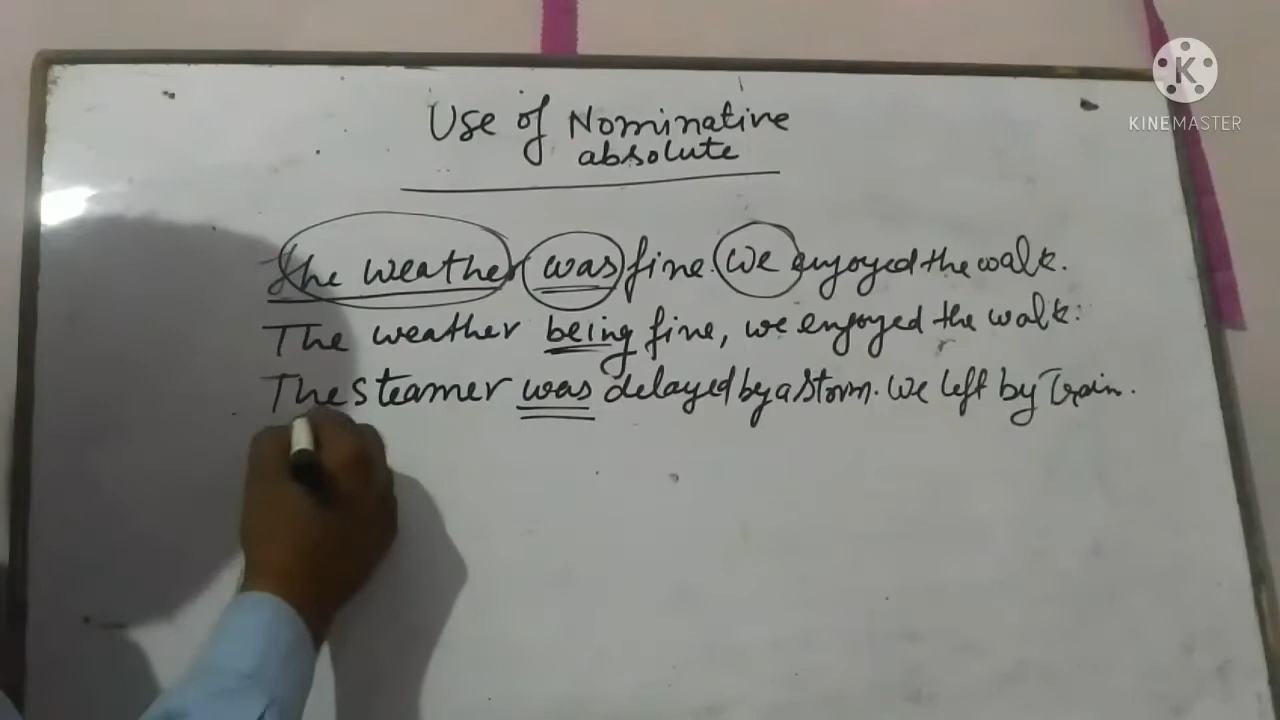 Use of Nominative
absolute
The weather was fine. We enjoyed the walk.
The weather being fine, we enjoyed the walk.
The steamer was delayed by a storm. We left by Train.
KINEMASTER